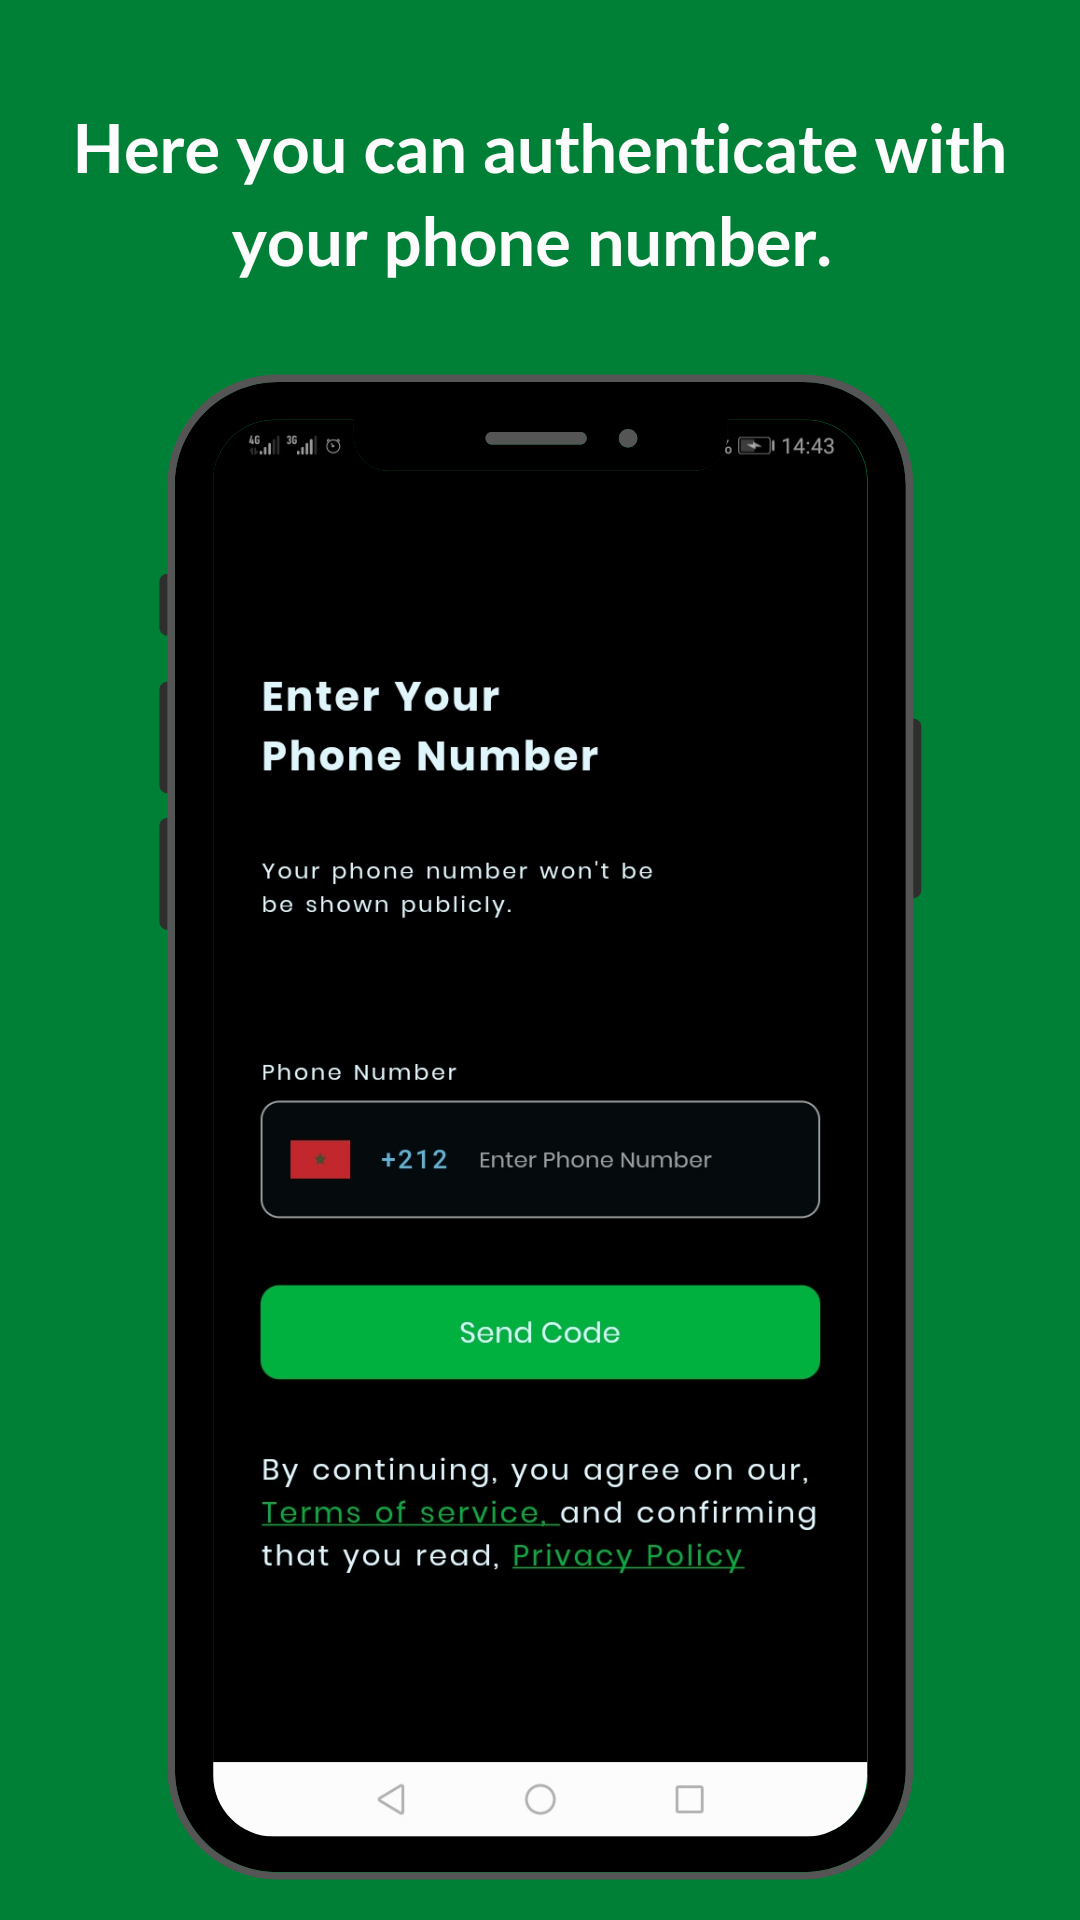 Here you can authenticate with
your phone number.
4G 3G % 14:43
Enter Your
Phone Number
Your phone number won't be
be shown publicly.
Phone Number
+212 Enter Phone Number
Send Code
By continuing, you agree on our,
Terms of service, and confirming
that you read, Privacy Policy